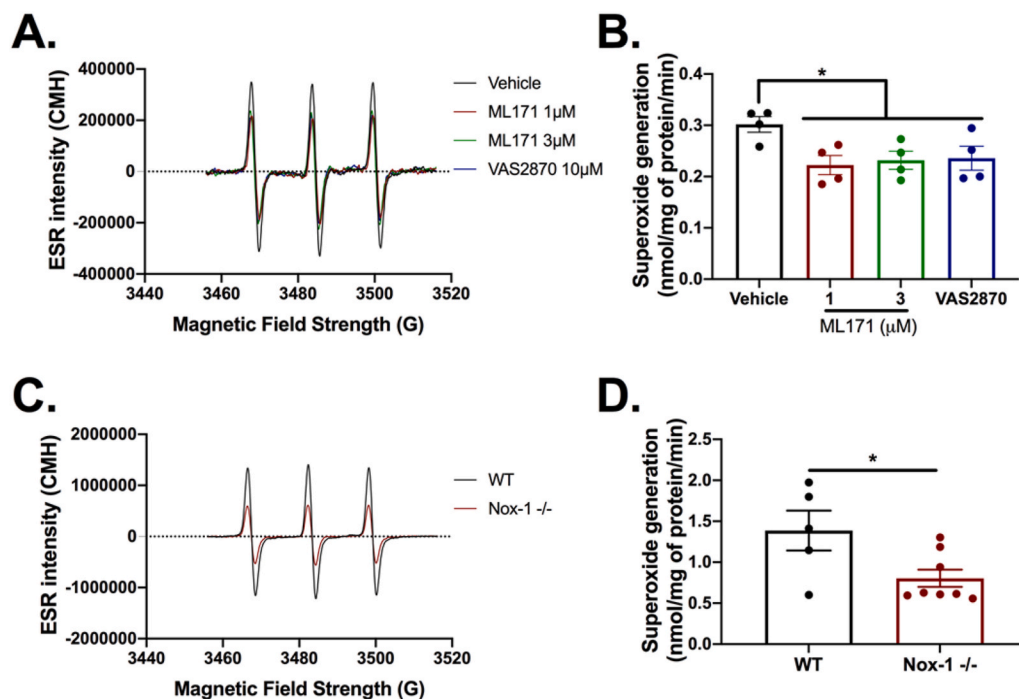 A.
ESR intensity (CMH)
400000
200000
0
-200000
-400000
3440
3460
3480
3500
3520
Magnetic Field Strength (G)
Vehicle
ML171 1μM
ML171 3μM
VAS2870 10μM
B.
Superoxide generation
(nmol/mg of protein/min)
0.4
0.3
0.2
0.1
0.0
*
Vehicle
1
3
VAS2870
ML171 (μM)
C.
ESR intensity (CMH)
2000000
1000000
0
-1000000
-2000000
3440
3460
3480
3500
3520
Magnetic Field Strength (G)
WT
Nox-1 -/-
D.
Superoxide generation
(nmol/mg of protein/min)
2.5
2.0
1.5
1.0
0.5
0.0
*
WT
Nox-1 -/-